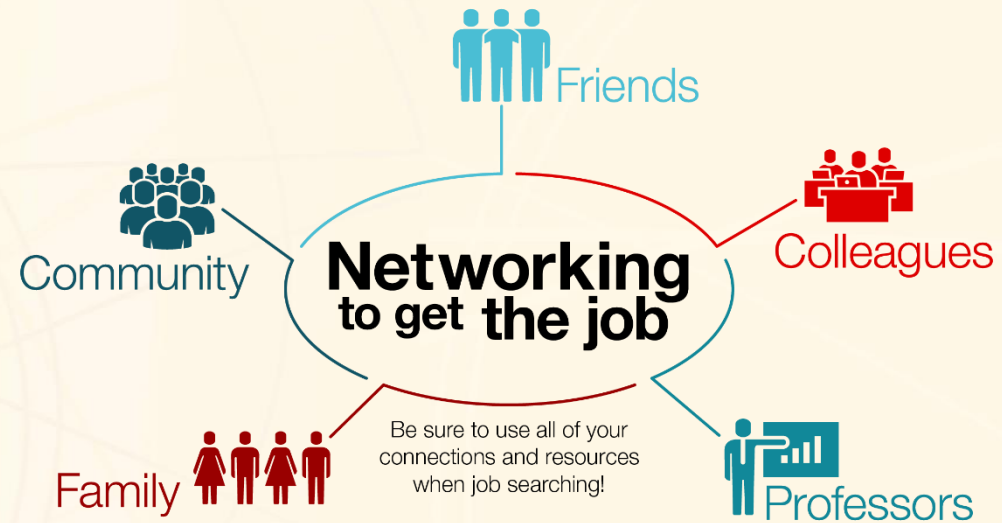 Friends
Colleagues
Community
Networking
to get the job
Be sure to use all of your
connections and resources
when job searching!
Family
Professors